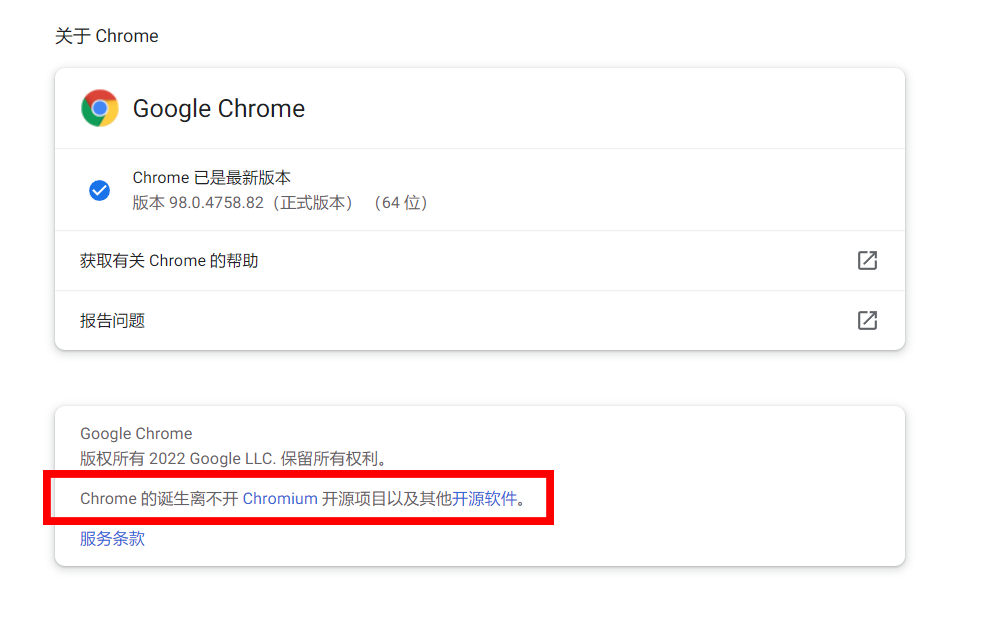 关于 Chrome
Google Chrome
Chrome 已是最新版本
版本 98.0.4758.82（正式版本） （64 位）
获取有关 Chrome 的帮助
报告问题
Google Chrome
版权所有 2022 Google LLC. 保留所有权利。
Chrome 的诞生离不开 Chromium 开源项目以及其他开源软件。
服务条款